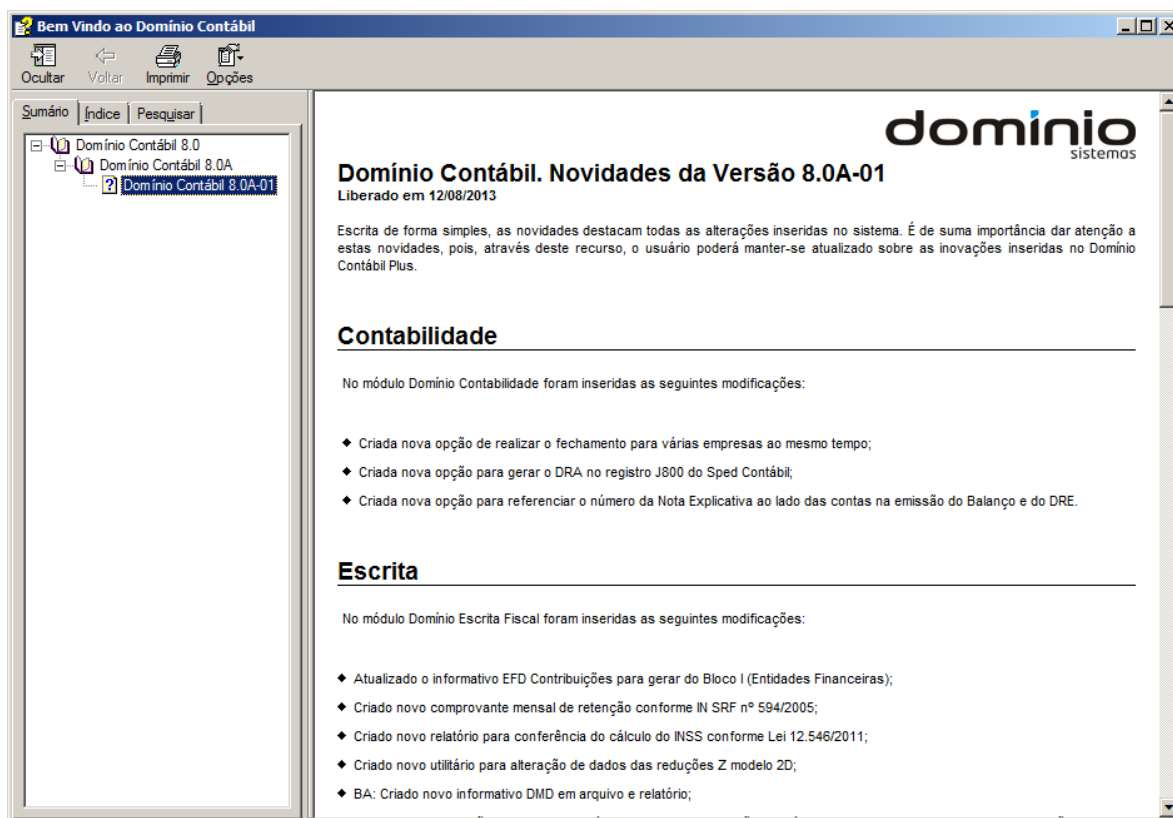 Bem Vindo ao Domínio Contábil
Ocultar Voltar Imprimir Opções
Sumário Índice Pesquisar
Domínio Contábil 8.0
Domínio Contábil 8.0A
Domínio Contábil 8.0A-01
domínio
sistemas
Domínio Contábil. Novidades da Versão 8.0A-01
Liberado em 12/08/2013
Escrita de forma simples, as novidades destacam todas as alterações inseridas no sistema. É de suma importância dar atenção a
estas novidades, pois, através deste recurso, o usuário poderá manter-se atualizado sobre as inovações inseridas no Domínio
Contábil Plus.
Contabilidade
No módulo Domínio Contabilidade foram inseridas as seguintes modificações:
◆ Criada nova opção de realizar o fechamento para várias empresas ao mesmo tempo;
◆ Criada nova opção para gerar o DRA no registro J800 do Sped Contábil;
◆ Criada nova opção para referenciar o número da Nota Explicativa ao lado das contas na emissão do Balanço e do DRE.
Escrita
No módulo Domínio Escrita Fiscal foram inseridas as seguintes modificações:
◆ Atualizado o informativo EFD Contribuições para gerar do Bloco I (Entidades Financeiras);
◆ Criado novo comprovante mensal de retenção conforme IN SRF nº 594/2005;
◆ Criado novo relatório para conferência do cálculo do INSS conforme Lei 12.546/2011;
◆ Criado novo utilitário para alteração de dados das reduções Z modelo 2D;
◆ BA: Criado novo informativo DMD em arquivo e relatório;